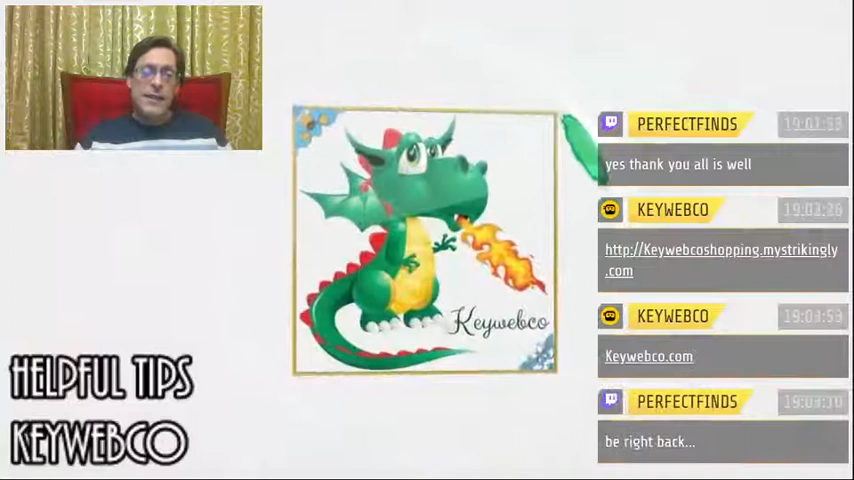 PERFECTFINDS
yes thank you all is well
KEYWEBCO
http://Keywebcoshopping.mystrikingly
.com
KEYWEBCO
Keywebco.com
PERFECTFINDS
be right back...
Keywebco
HELPFUL TIPS
KEYWEBCO